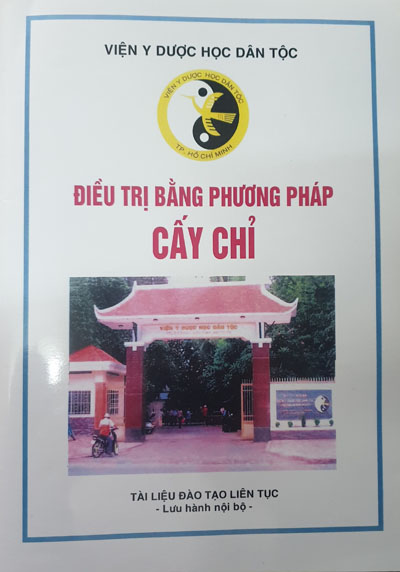 VIỆN Y DƯỢC HỌC DÂN TỘC
VIỆN Y DƯỢC HỌC DÂN TỘC
TP. HỒ CHÍ MINH
ĐIỀU TRỊ BẰNG PHƯƠNG PHÁP
CẤY CHỈ
VIỆN Y DƯỢC HỌC DÂN TỘC
TÀI LIỆU ĐÀO TẠO LIÊN TỤC
- Lưu hành nội bộ -